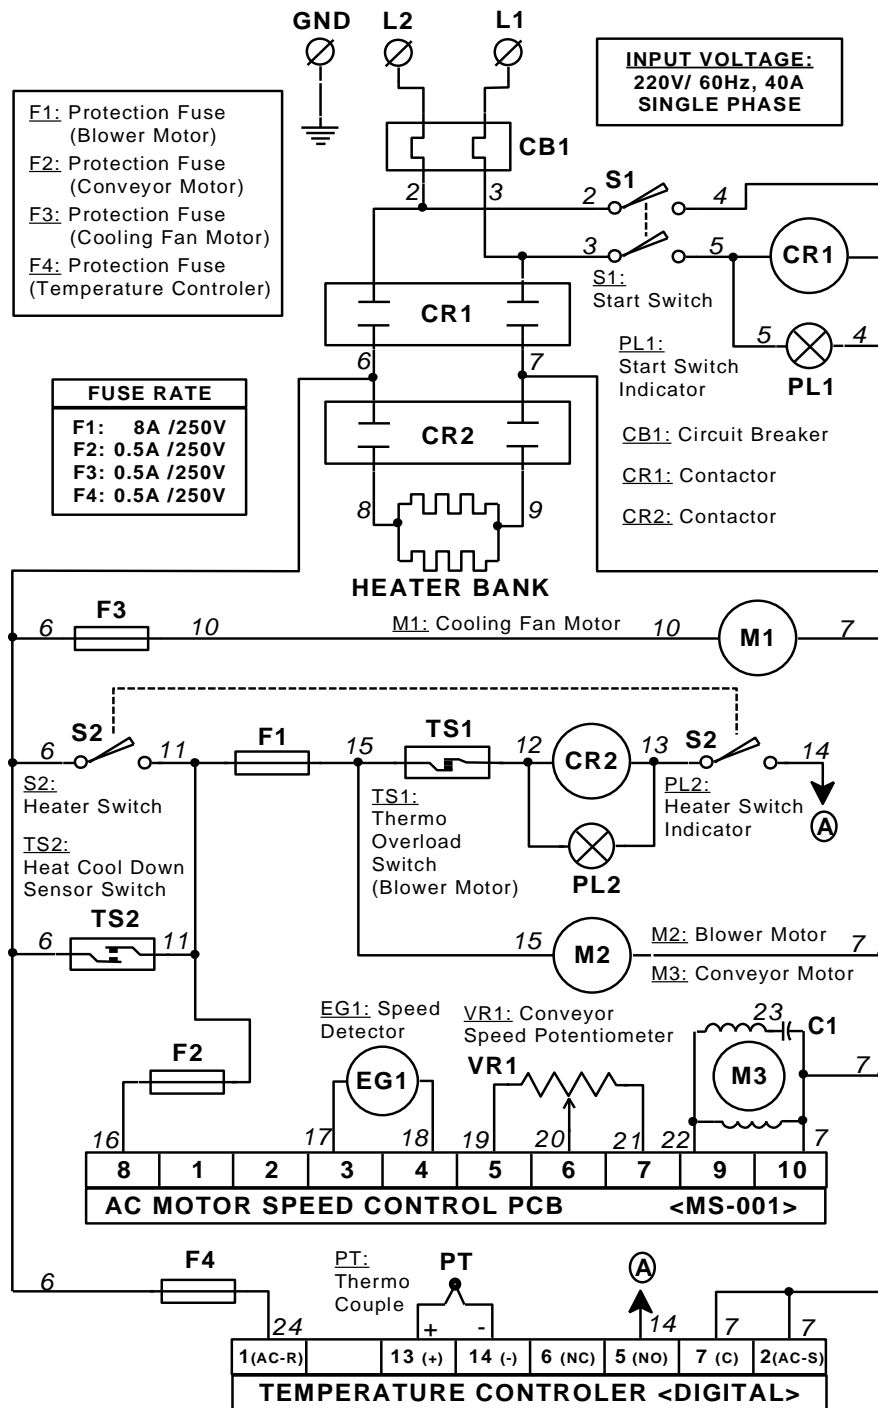 GND L2 L1
INPUT VOLTAGE:
220V/ 60Hz, 40A
SINGLE PHASE
F1: Protection Fuse
(Blower Motor)
F2: Protection Fuse
(Conveyor Motor)
F3: Protection Fuse
(Cooling Fan Motor)
F4: Protection Fuse
(Temperature Controler)
CB1
2 3 2 S1 4
3 5 CR1
S1:
Start Switch
CR1
6 7
PL1:
Start Switch
Indicator
5 4
PL1
FUSE RATE
F1: 8A /250V
F2: 0.5A /250V
F3: 0.5A /250V
F4: 0.5A /250V
CR2
CB1: Circuit Breaker
CR1: Contactor
CR2: Contactor
8 9
HEATER BANK
F3
6 10 M1: Cooling Fan Motor 10 M1 7
S2 F1 TS1 S2
6 11 15 12 CR2 13 14
S2:
Heater Switch
TS1:
Thermo
Overload
Switch
(Blower Motor)
PL2:
Heater Switch
Indicator
A
PL2
TS2:
Heat Cool Down
Sensor Switch
TS2
6 11 15 M2 7
M2: Blower Motor
M3: Conveyor Motor
EG1: Speed
Detector
VR1: Conveyor
Speed Potentiometer
23 C1
F2 EG1 VR1 M3 7
16 17 18 19 20 21 22 7
8 1 2 3 4 5 6 7 9 10
AC MOTOR SPEED CONTROL PCB <MS-001>
F4
6
PT:
Thermo
Couple
PT A
24 + - 14 7 7
1 (AC-R) 13 (+) 14 (-) 6 (NC) 5 (NO) 7 (C) 2 (AC-S)
TEMPERATURE CONTROLER <DIGITAL>